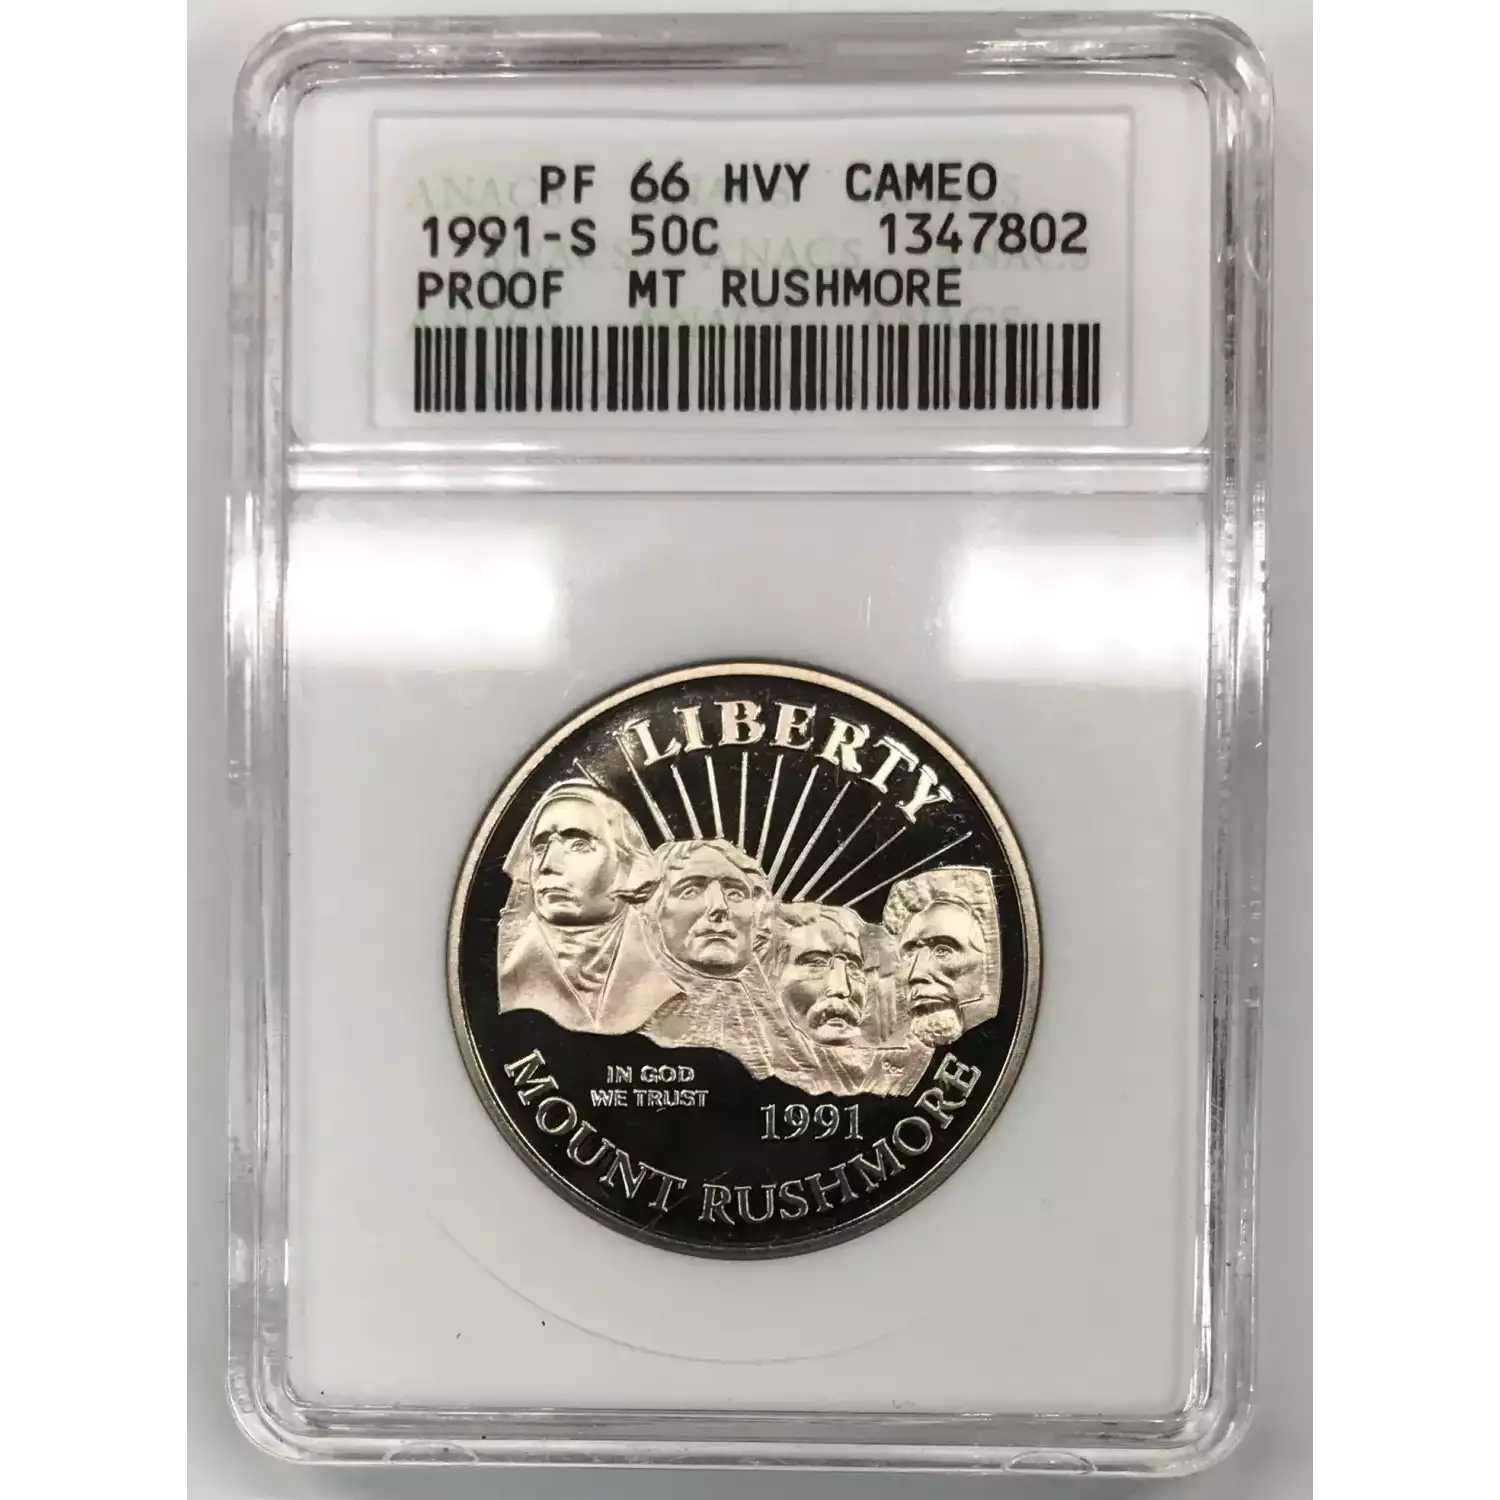 PF 66 HVY CAMEO
1991-S 50C 1347802
PROOF MT RUSHMORE
LIBERTY
IN GOD
WE TRUST
1991
MOUNT RUSHMORE